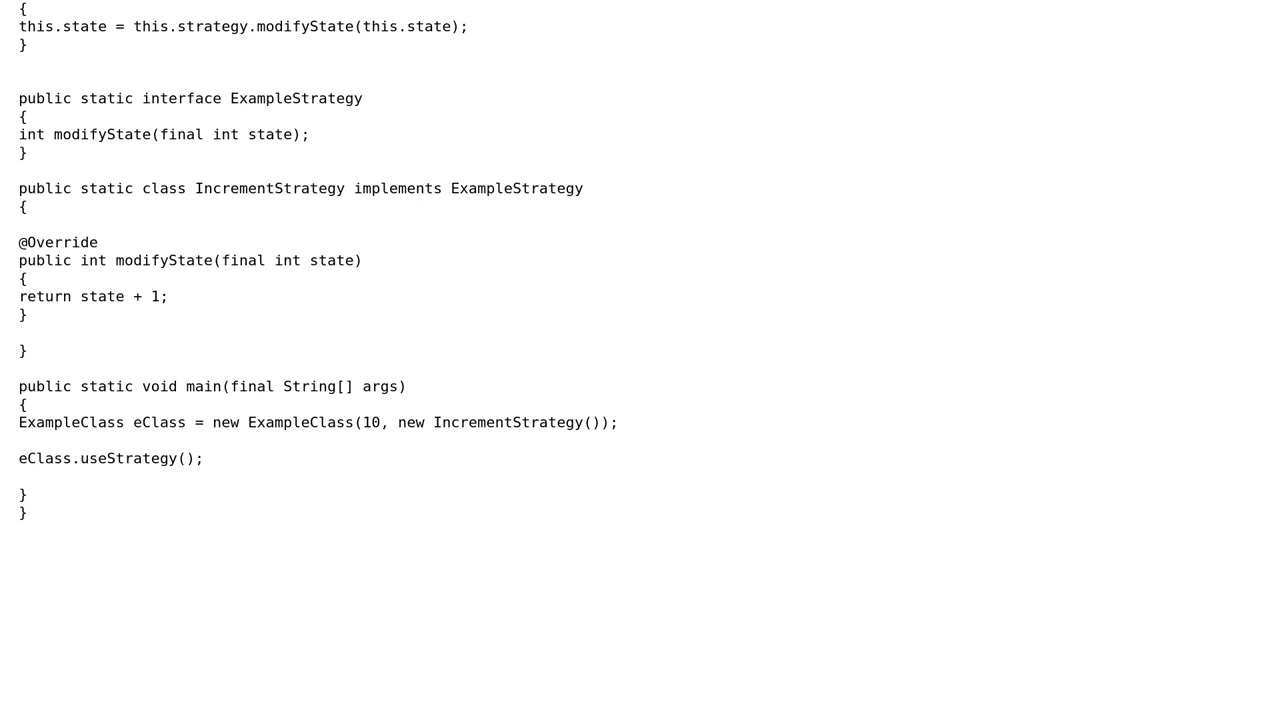 {
this.state = this.strategy.modifyState(this.state);
}
public static interface ExampleStrategy
{
int modifyState(final int state);
}
public static class IncrementStrategy implements ExampleStrategy
{
@Override
public int modifyState(final int state)
{
return state + 1;
}
}
public static void main(final String[] args)
{
ExampleClass eClass = new ExampleClass(10, new IncrementStrategy());
eClass.useStrategy();
}
}